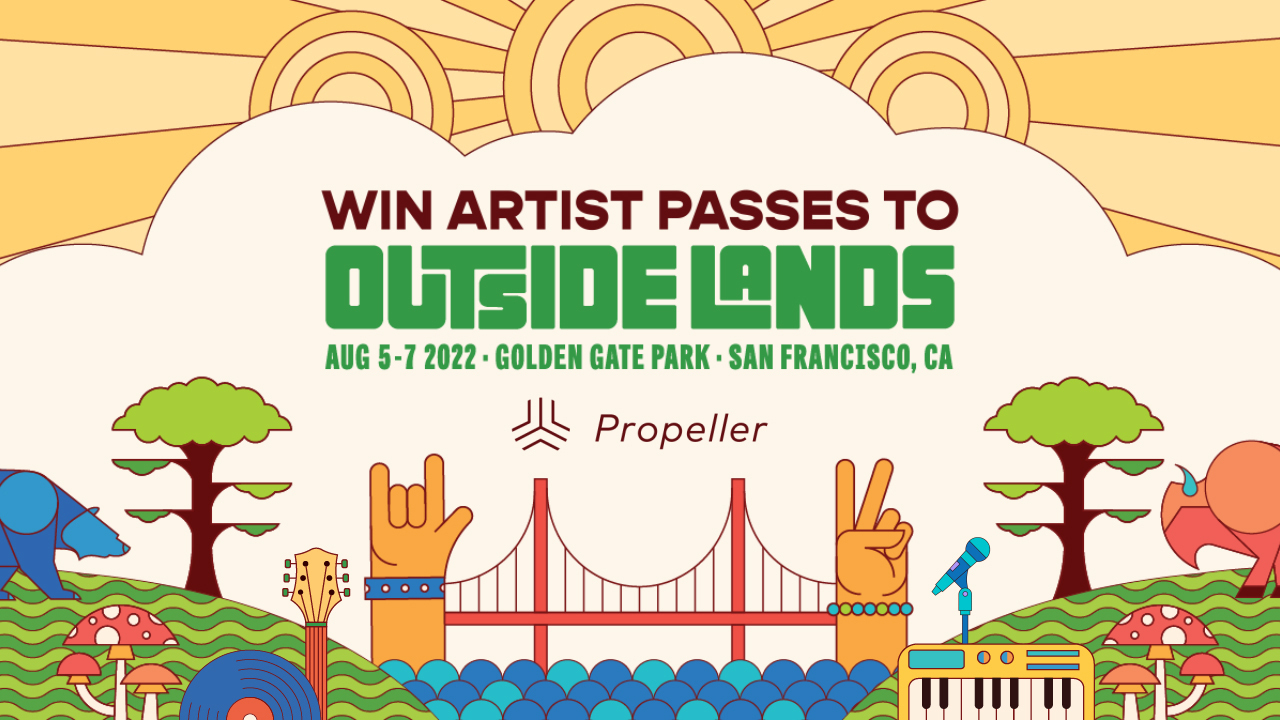 WIN ARTIST PASSES TO
OUTSIDE LANDS
AUG 5-7 2022 · GOLDEN GATE PARK · SAN FRANCISCO, CA
Propeller